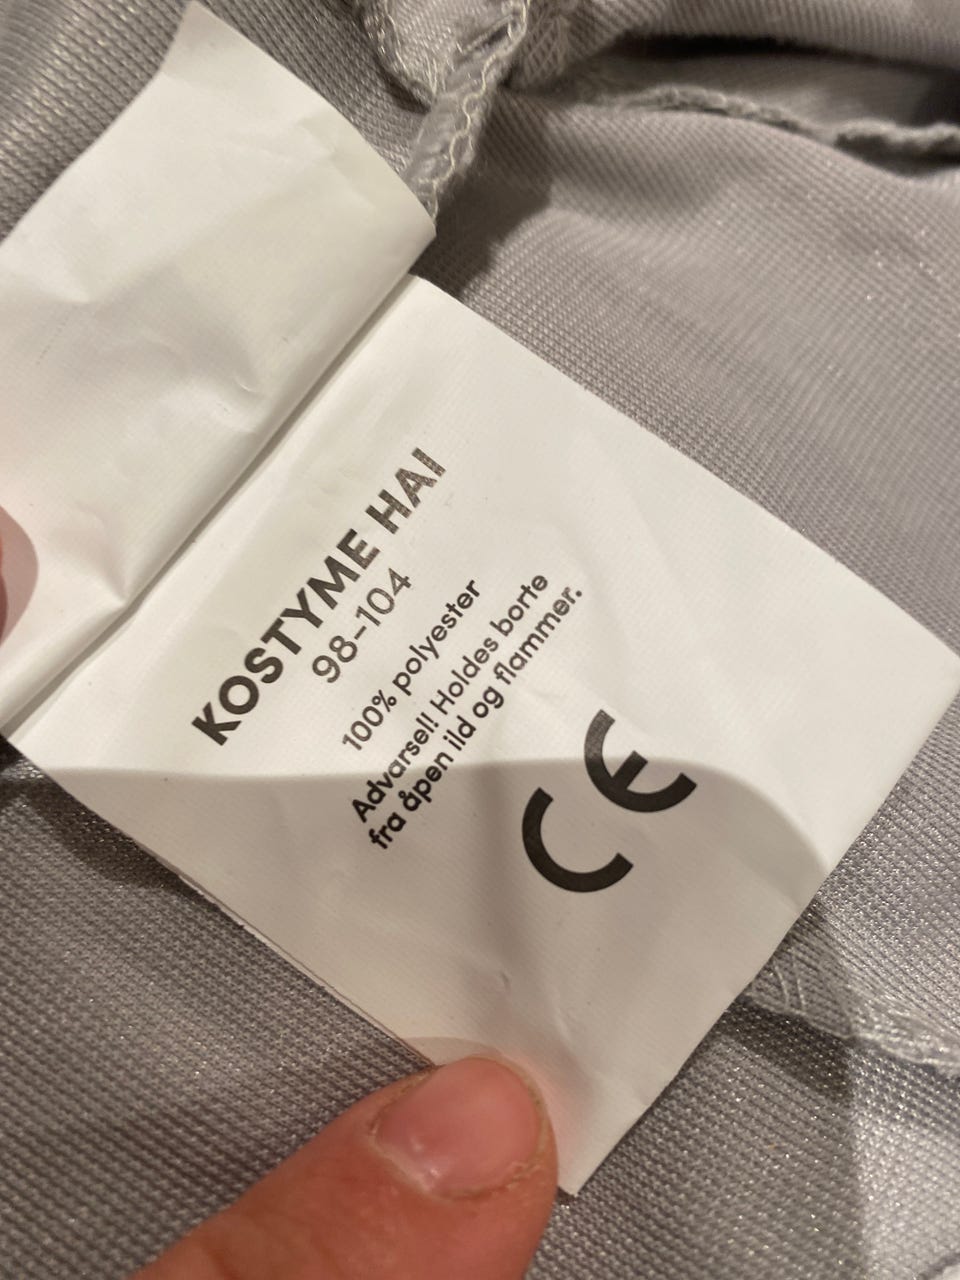 KOSTYME HAI
98–104
100% polyester
Advarsel! Holdes borte
fra åpen ild og flammer.
CE